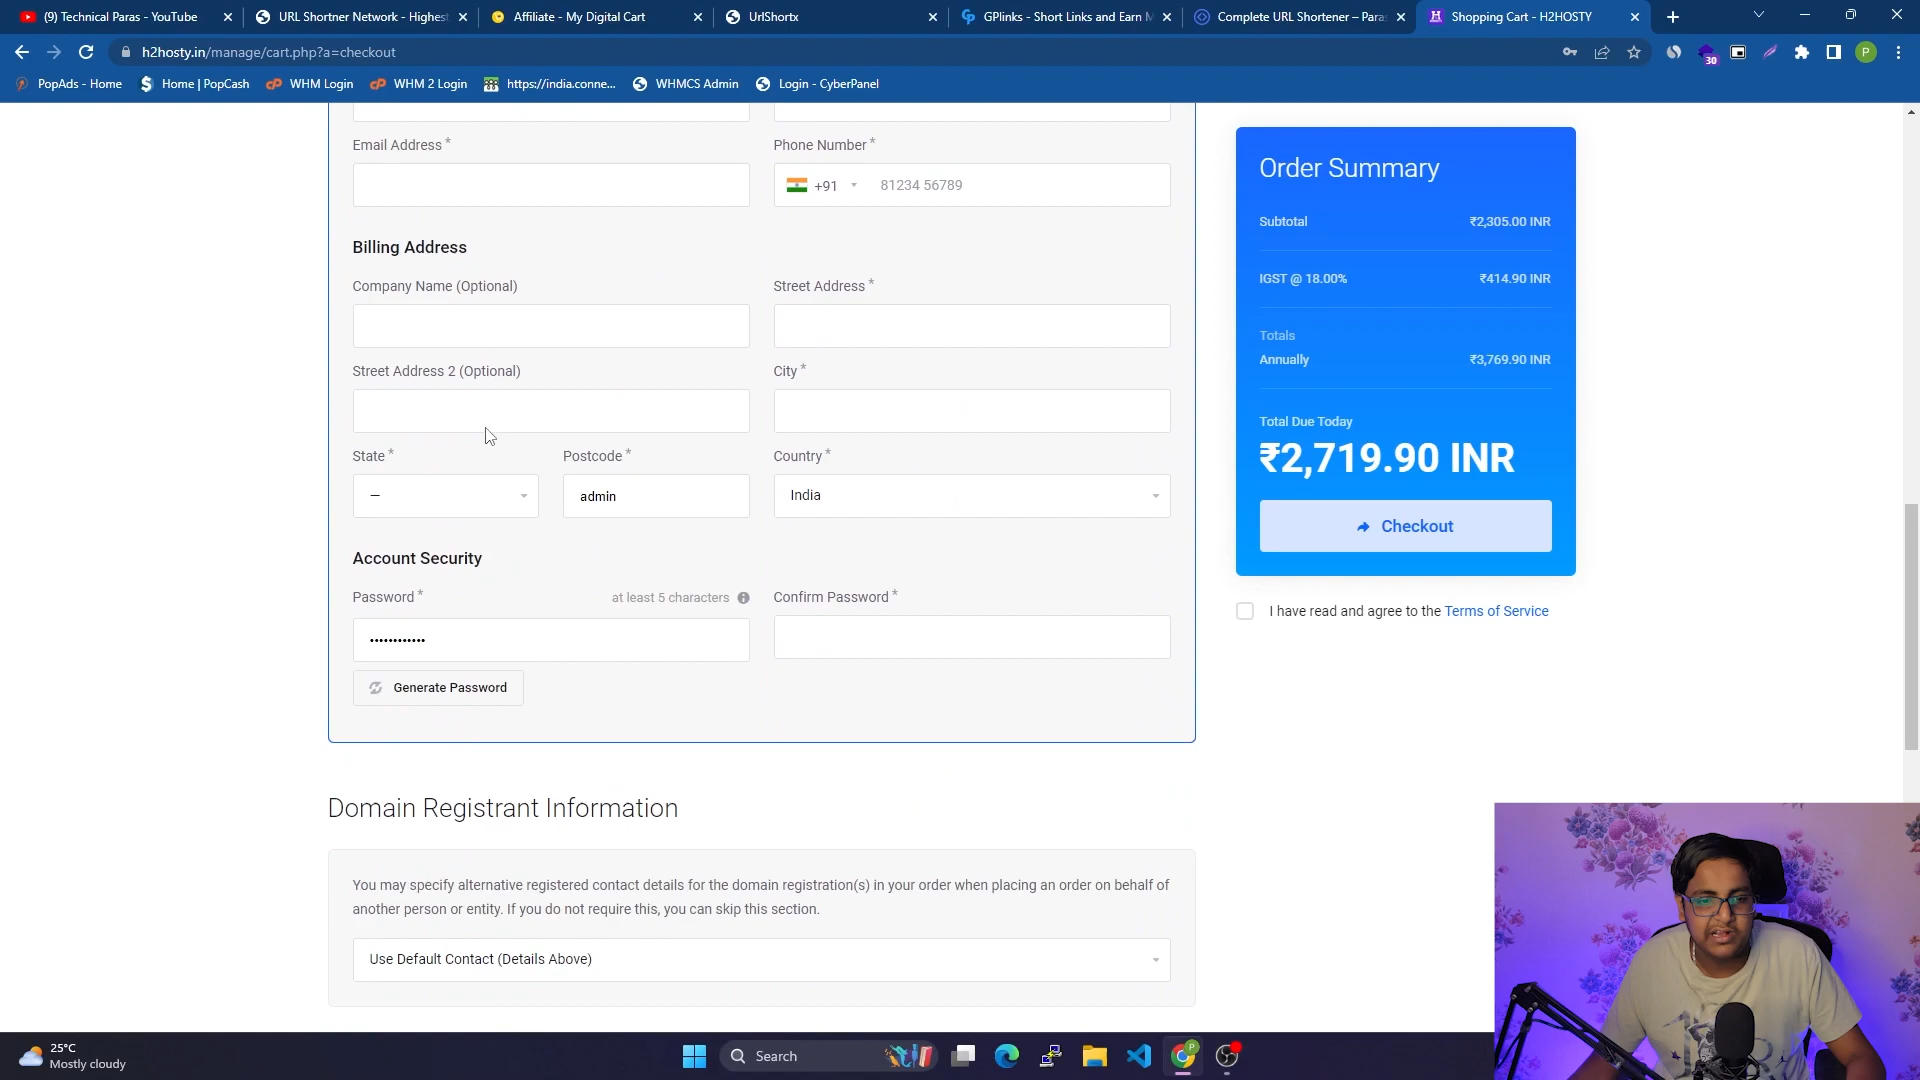 (9) Technical Paras - YouTube
URL Shortner Network - Highes
Affiliate - My Digital Cart
UrlShortx
GPlinks - Short Links and Earn M
Complete URL Shortener – Para
Shopping Cart - H2HOSTY
h2hosty.in/manage/cart.php?a=checkout
30
P
PopAds - Home
Home | PopCash
WHM Login
WHM 2 Login
https://india.conne...
WHMCS Admin
Login - CyberPanel
Email Address *
Phone Number *
+91
81234 56789
Billing Address
Company Name (Optional)
Street Address *
Street Address 2 (Optional)
City *
State *
Postcode *
Country *
—
admin
India
Account Security
Password *
at least 5 characters
Confirm Password *
••••••••••••
Generate Password
Domain Registrant Information
You may specify alternative registered contact details for the domain registration(s) in your order when placing an order on behalf of
another person or entity. If you do not require this, you can skip this section.
Use Default Contact (Details Above)
Order Summary
Subtotal ₹2,305.00 INR
IGST @ 18.00% ₹414.90 INR
Totals
Annually ₹3,769.90 INR
Total Due Today
₹2,719.90 INR
Checkout
I have read and agree to the Terms of Service
25°C
Mostly cloudy
Search